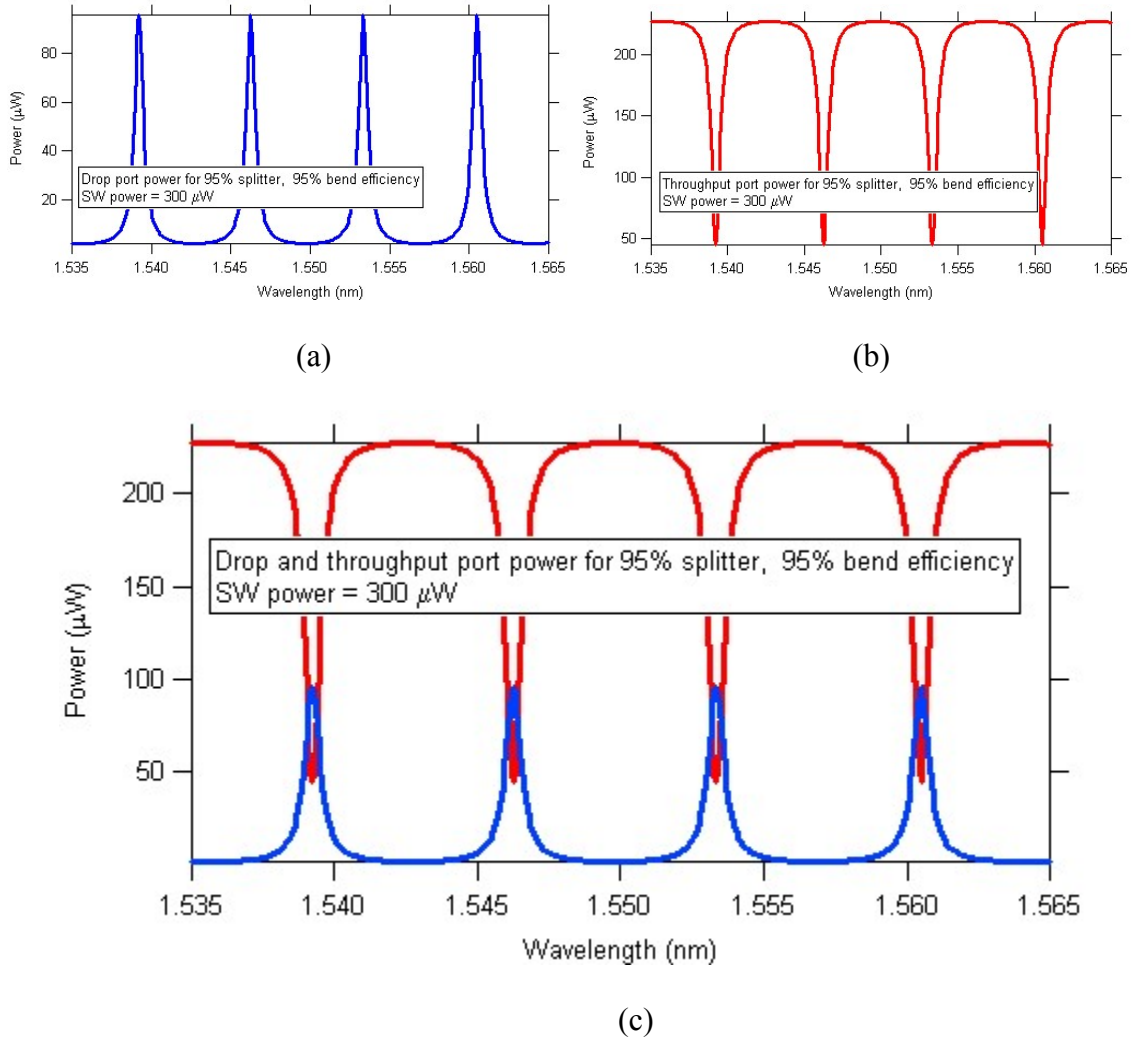 80
60
40
20
Power (μW)
Drop port power for 95% splitter, 95% bend efficiency
SW power = 300 μW
1.535 1.540 1.545 1.550 1.555 1.560 1.565
Wavelength (nm)
(a)
200
150
100
50
Power (μW)
Throughput port power for 95% splitter, 95% bend efficiency
SW power = 300 μW
1.535 1.540 1.545 1.550 1.555 1.560 1.565
Wavelength (nm)
(b)
200
150
100
50
Power (μW)
Drop and throughput port power for 95% splitter, 95% bend efficiency
SW power = 300 μW
1.535 1.540 1.545 1.550 1.555 1.560 1.565
Wavelength (nm)
(c)